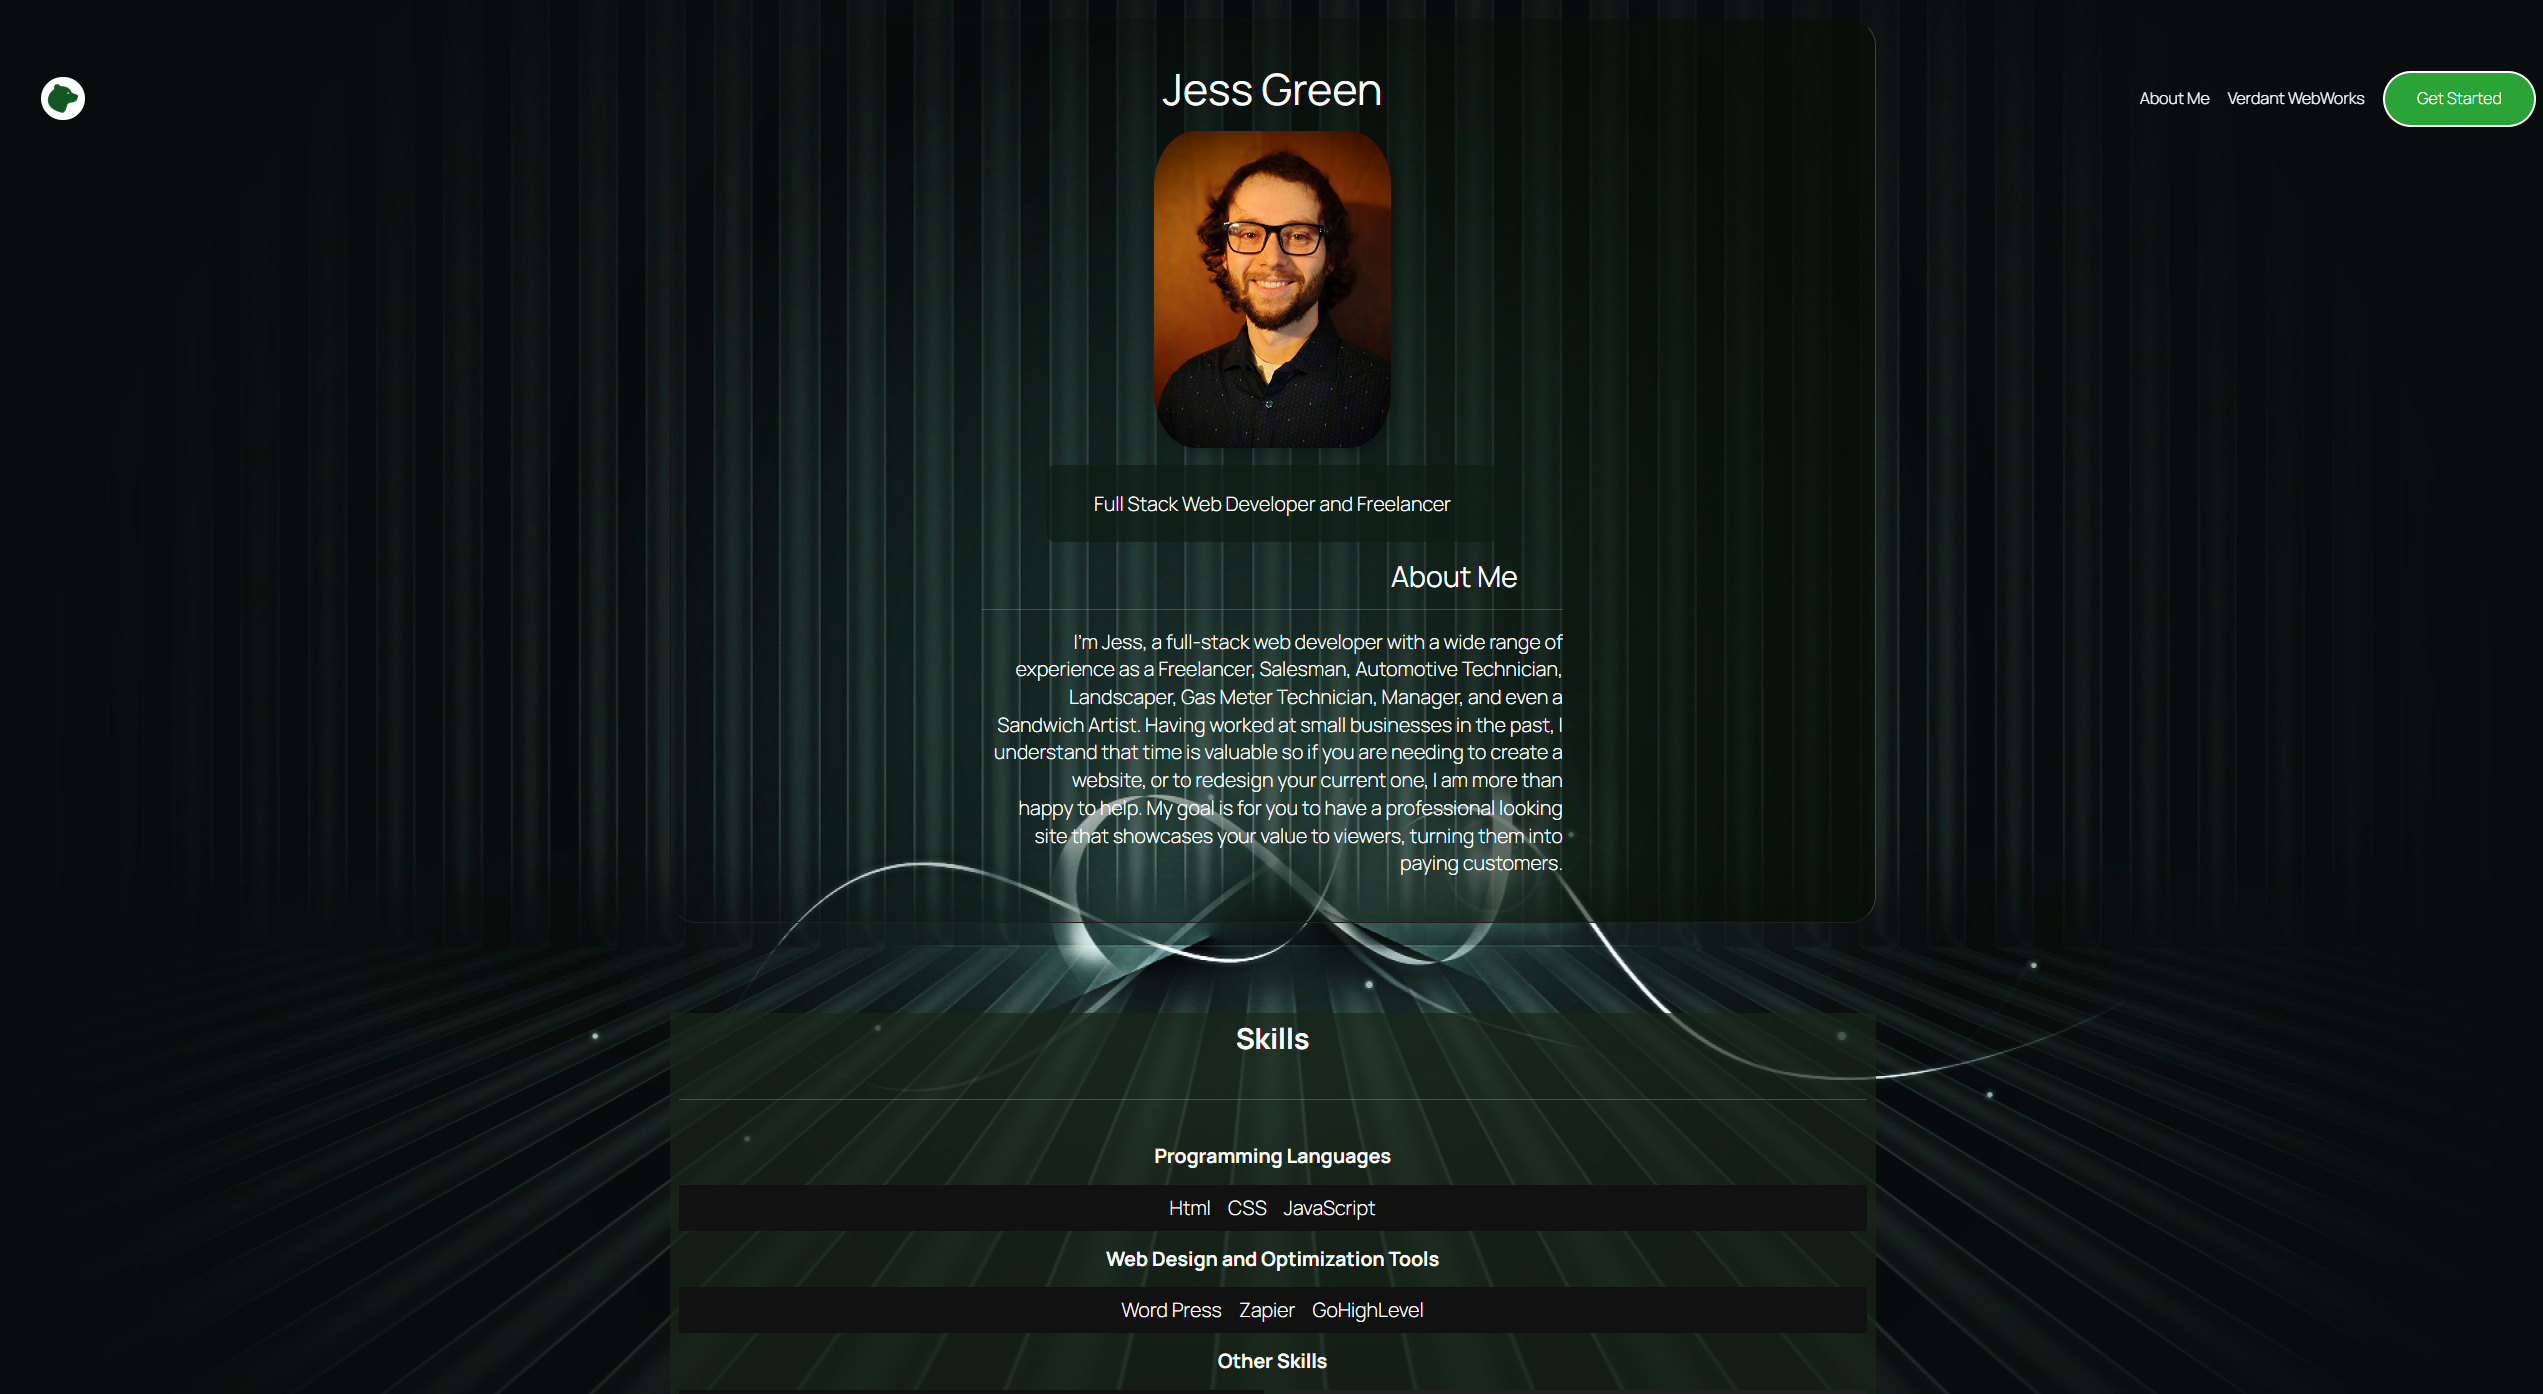 Jess Green
About Me
Verdant WebWorks
Get Started
Full Stack Web Developer and Freelancer
About Me
I'm Jess, a full-stack web developer with a wide range of
experience as a Freelancer, Salesman, Automotive Technician,
Landscaper, Gas Meter Technician, Manager, and even a
Sandwich Artist. Having worked at small businesses in the past, I
understand that time is valuable so if you are needing to create a
website, or to redesign your current one, I am more than
happy to help. My goal is for you to have a professional looking
site that showcases your value to viewers, turning them into
paying customers.
Skills
Programming Languages
Html CSS JavaScript
Web Design and Optimization Tools
Word Press Zapier GoHighLevel
Other Skills